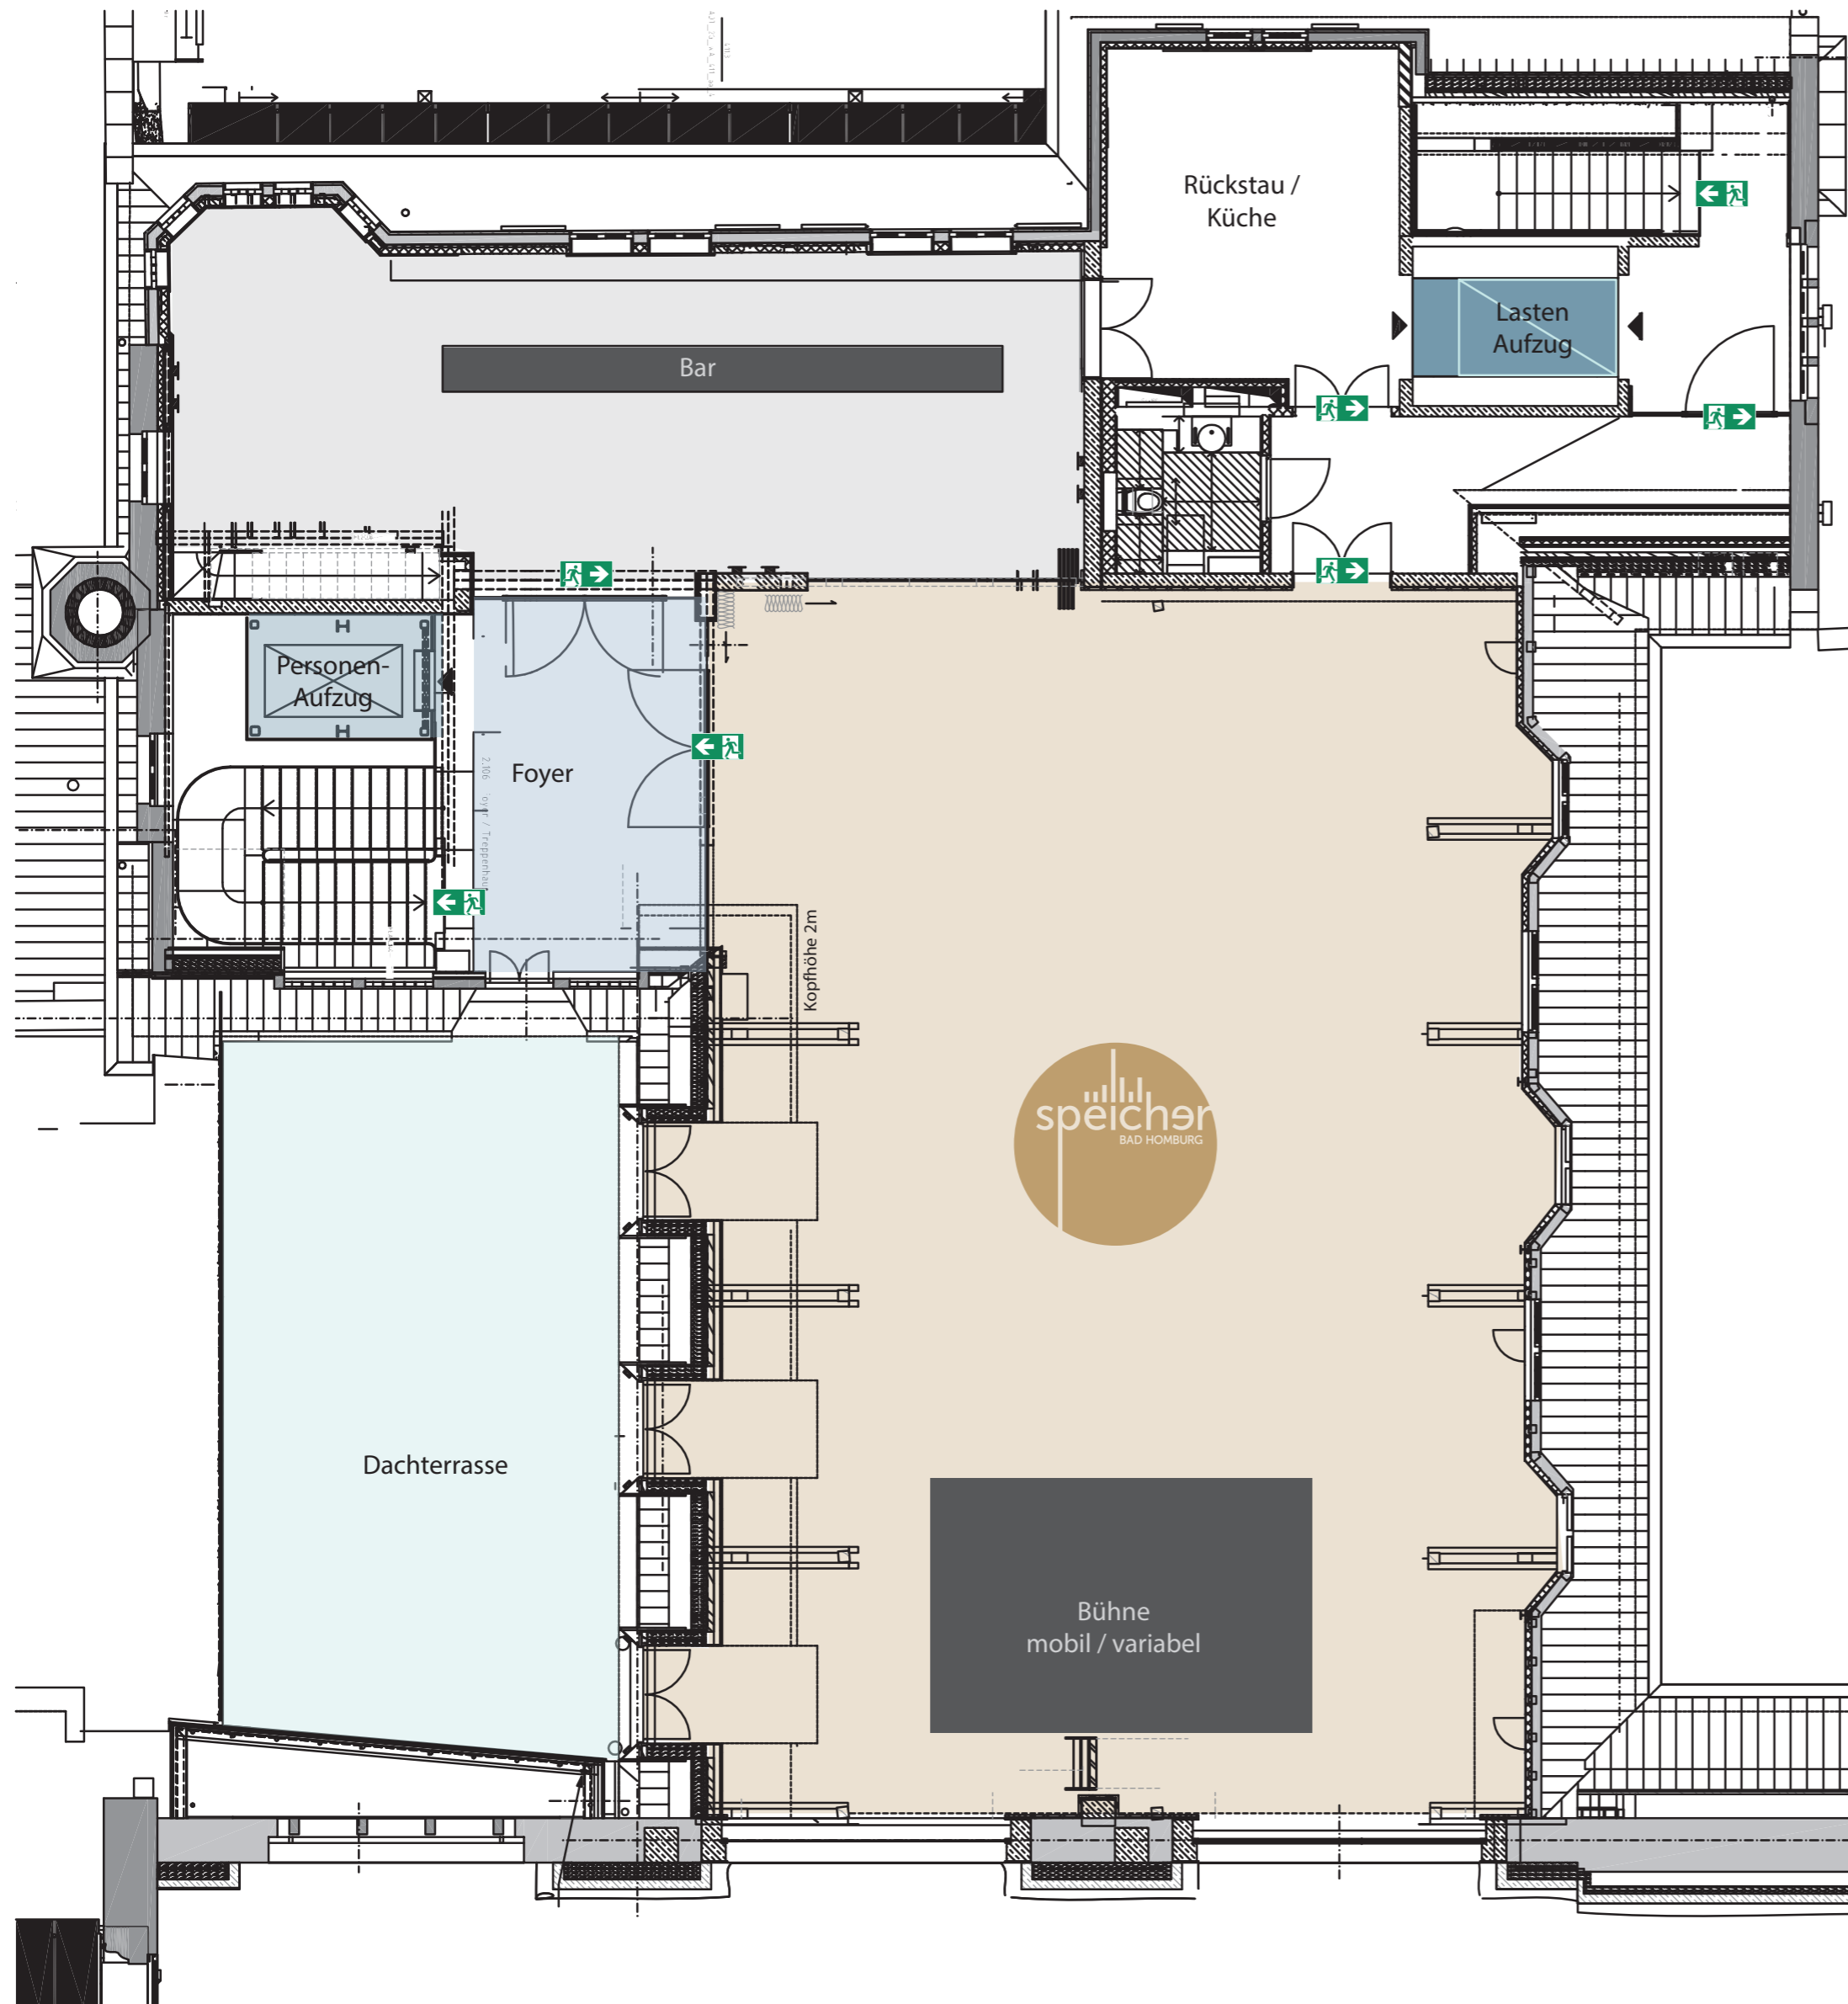 Rückstau /
Küche
Lasten
Aufzug
Bar
Personen-
Aufzug
Foyer
Kopfhöhe 2m
speicher
BAD HOMBURG
Dachterrasse
Bühne
mobil / variabel